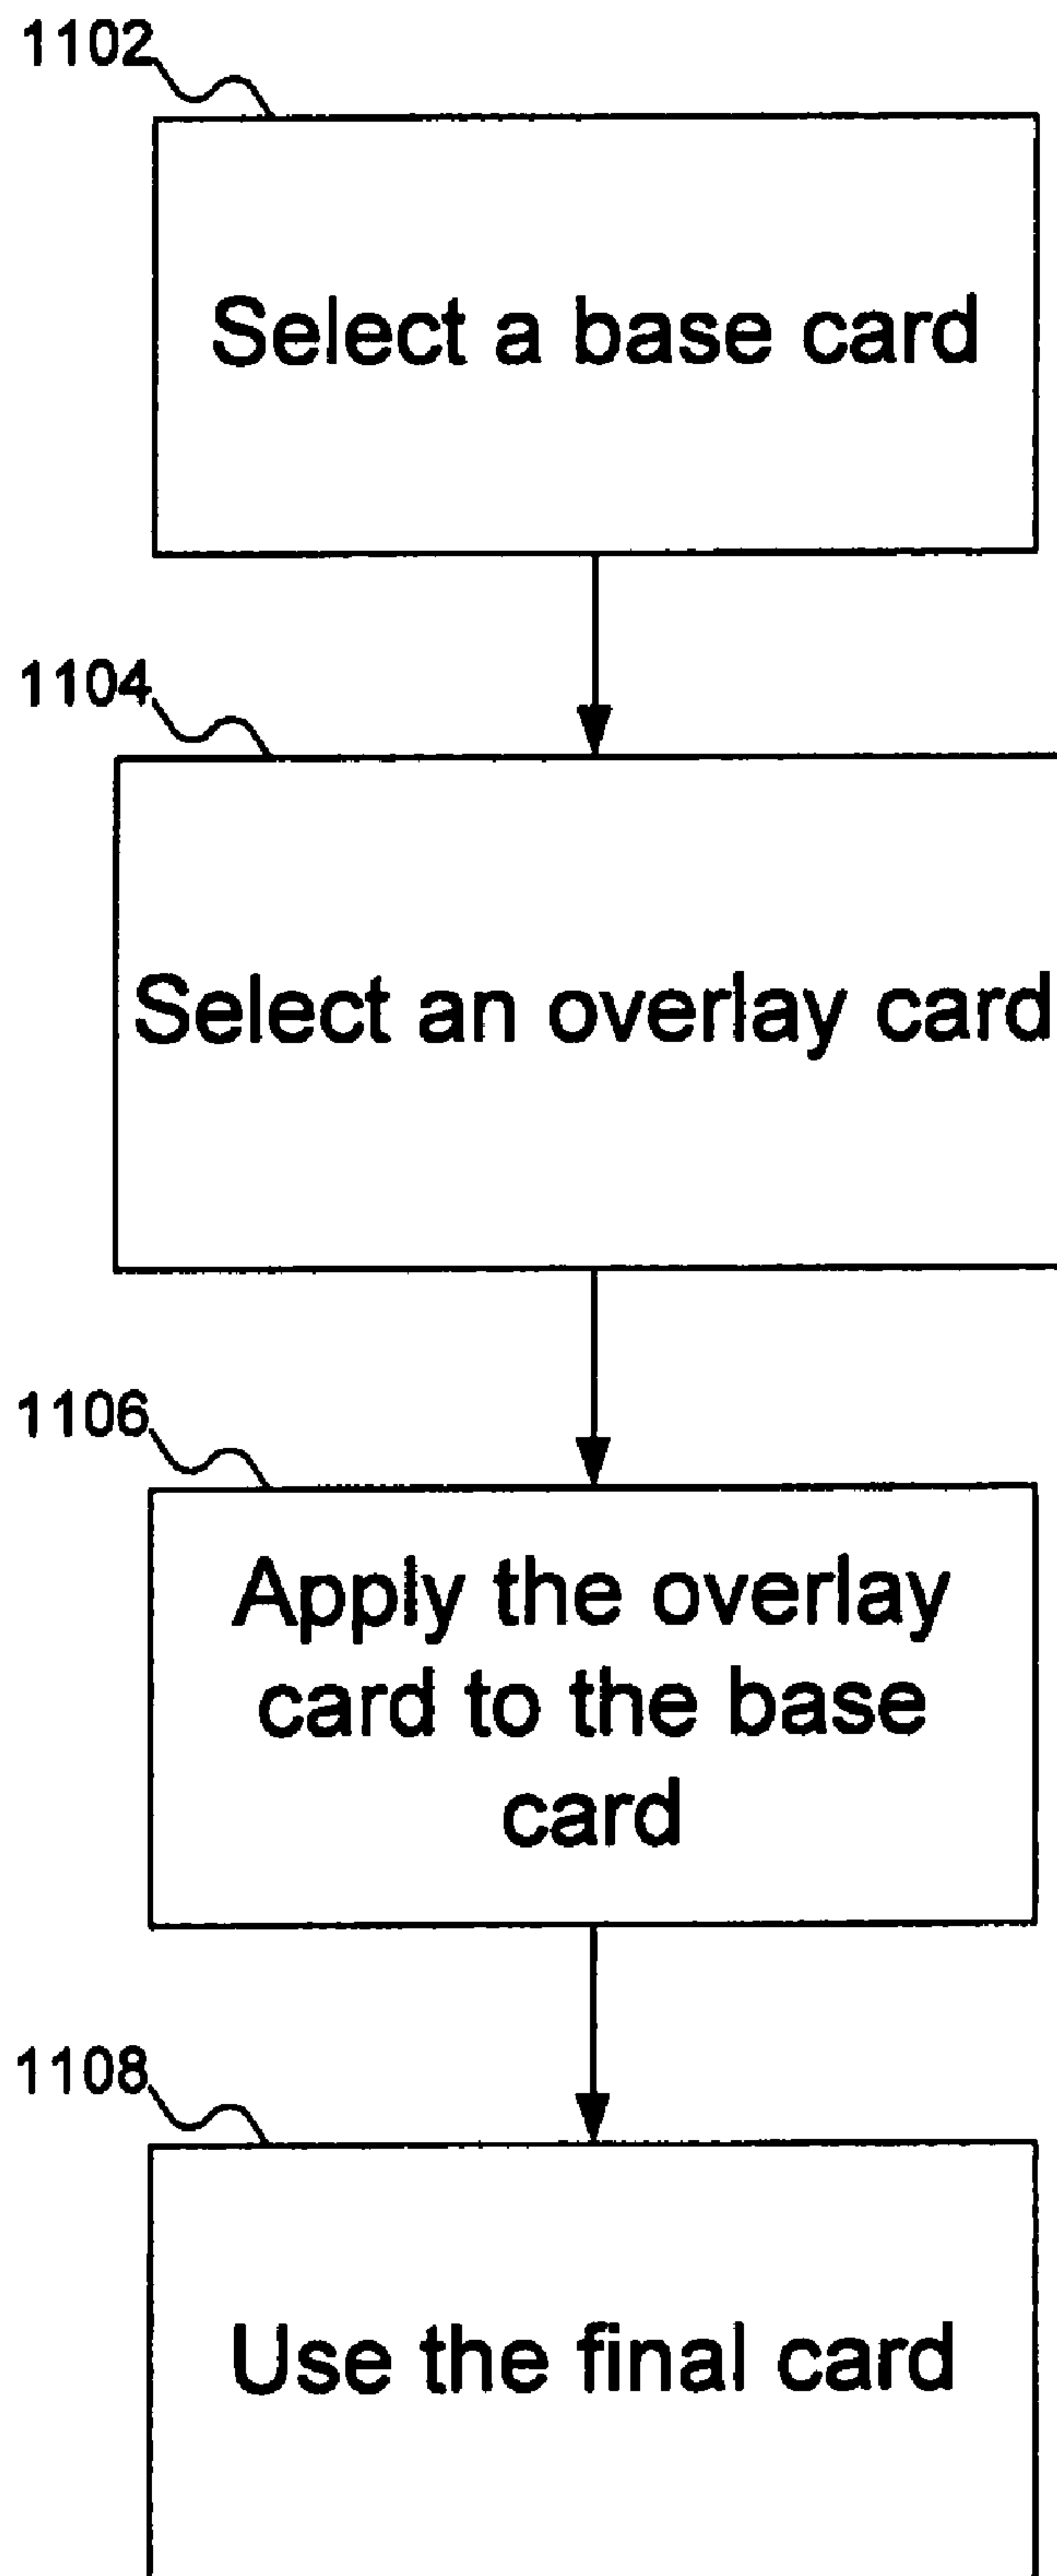 1102
Select a base card
1104
Select an overlay card
1106
Apply the overlay
card to the base
card
1108
Use the final card